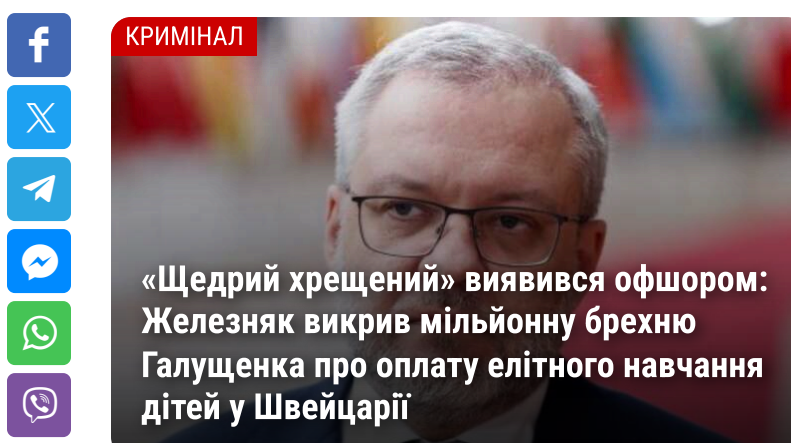 КРИМІНАЛ
«Щедрий хрещений» виявився офшором:
Железняк викрив мільйонну брехню
Галущенка про оплату елітного навчання
дітей у Швейцарії